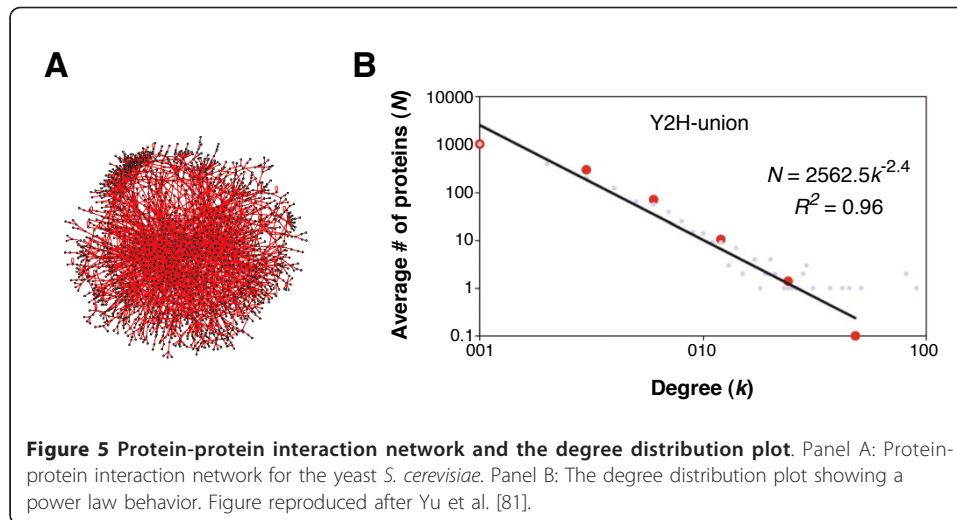 A
B
Average # of proteins (N)
10000
1000
100
10
1
0.1
Y2H-union
N = 2562.5k^-2.4
R^2 = 0.96
001
010
100
Degree (k)
Figure 5 Protein-protein interaction network and the degree distribution plot. Panel A: Protein-
protein interaction network for the yeast S. cerevisiae. Panel B: The degree distribution plot showing a
power law behavior. Figure reproduced after Yu et al. [81].